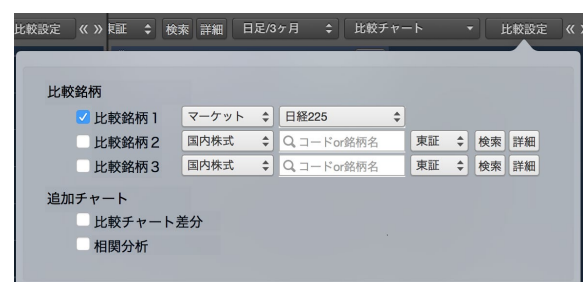 比較設定 « » 東証 検索 詳細 日足/3ヶ月 比較チャート 比較設定 «
比較銘柄
比較銘柄1 マーケット 日経225
比較銘柄2 国内株式 コードor銘柄名 東証 検索 詳細
比較銘柄3 国内株式 コードor銘柄名 東証 検索 詳細
追加チャート
比較チャート差分
相関分析